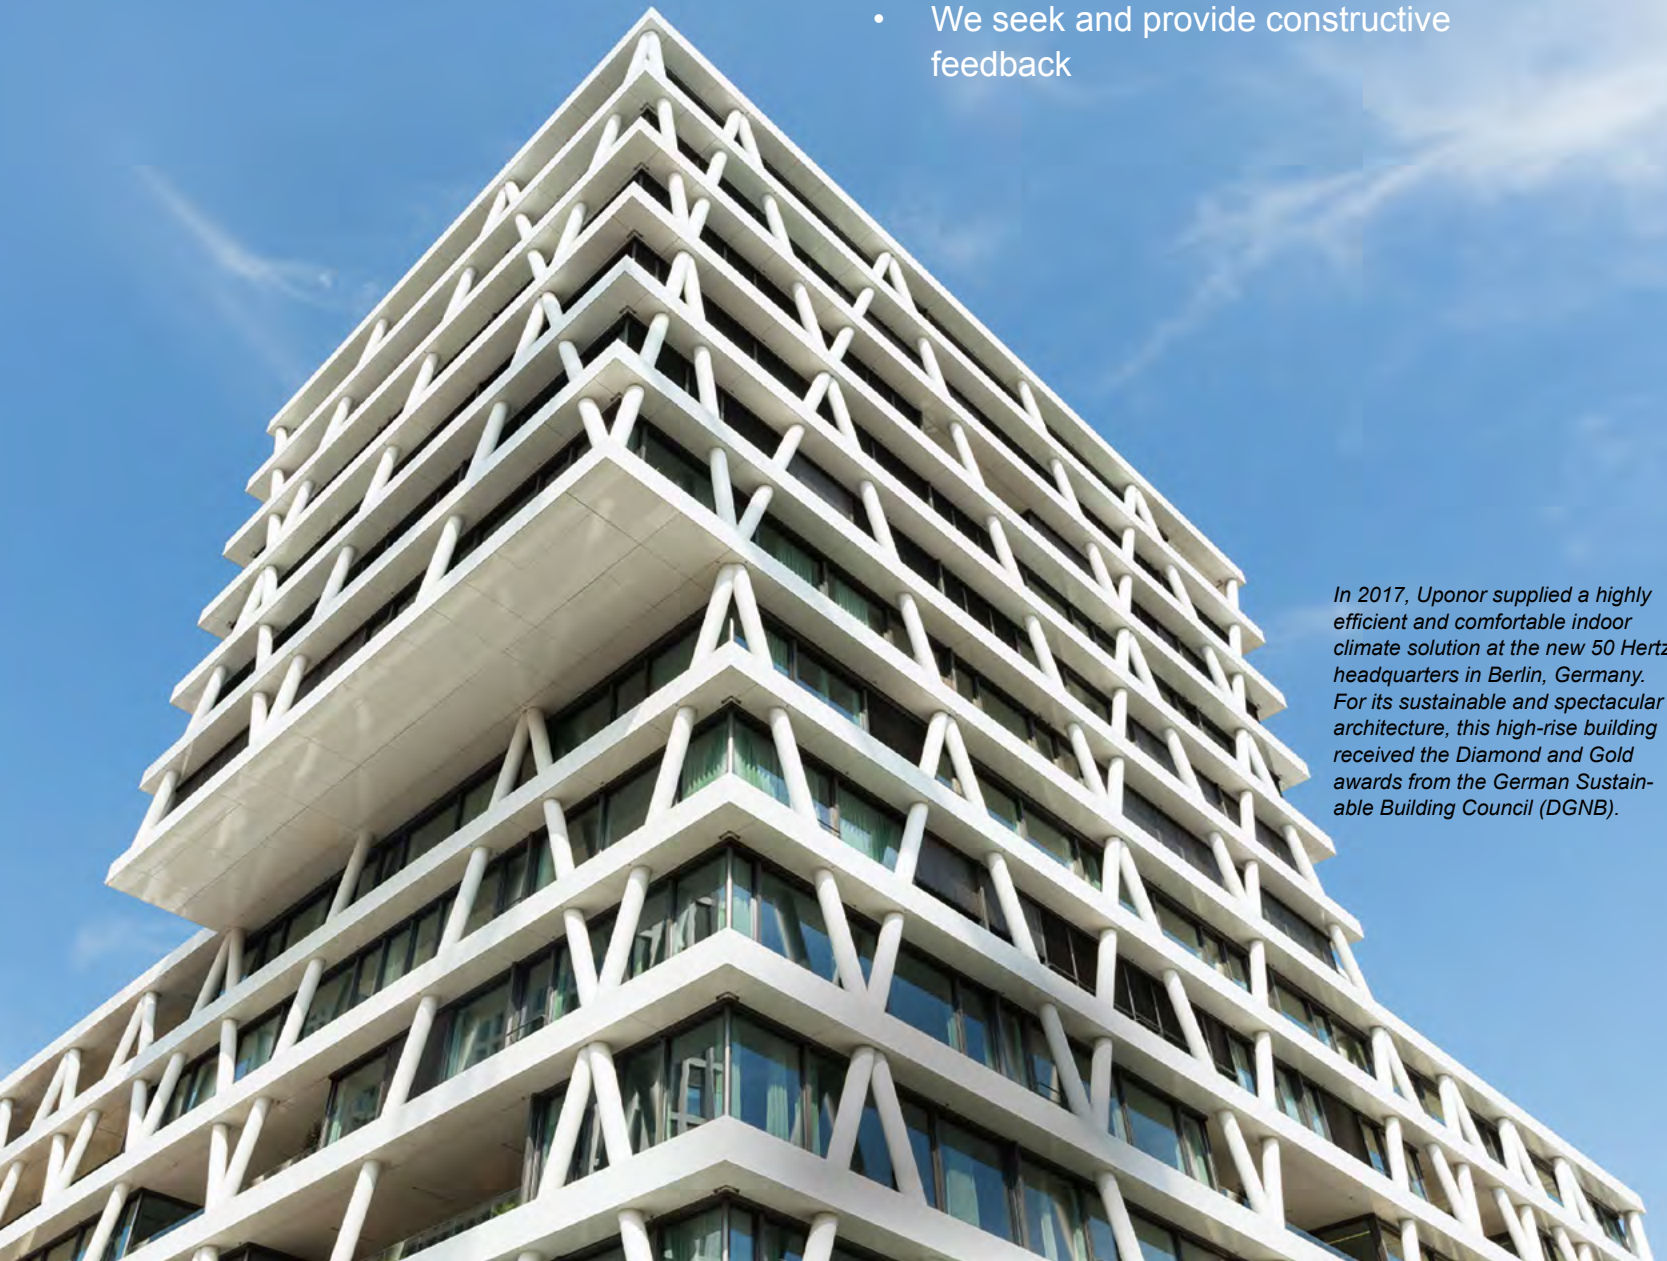 • We seek and provide constructive
feedback
In 2017, Uponor supplied a highly
efficient and comfortable indoor
climate solution at the new 50 Hertz
headquarters in Berlin, Germany.
For its sustainable and spectacular
architecture, this high-rise building
received the Diamond and Gold
awards from the German Sustain-
able Building Council (DGNB).